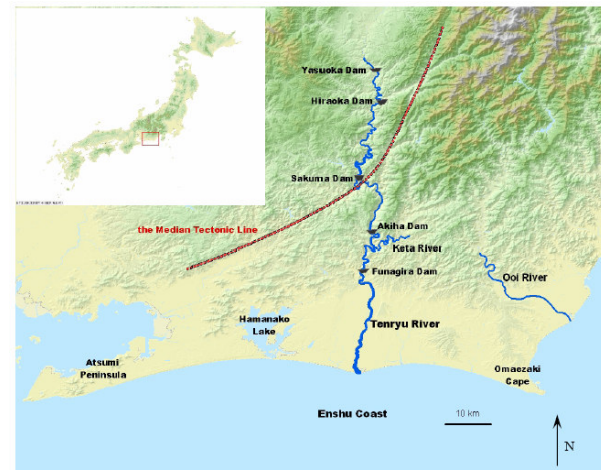 Yasuoka Dam
Hiraoka Dam
Sakuma Dam
the Median Tectonic Line
Akiha Dam
Keta River
Funagira Dam
Ooi River
Hamanako
Lake
Tenryu River
Atsumi
Peninsula
Omaezaki
Cape
Enshu Coast
10 km
N